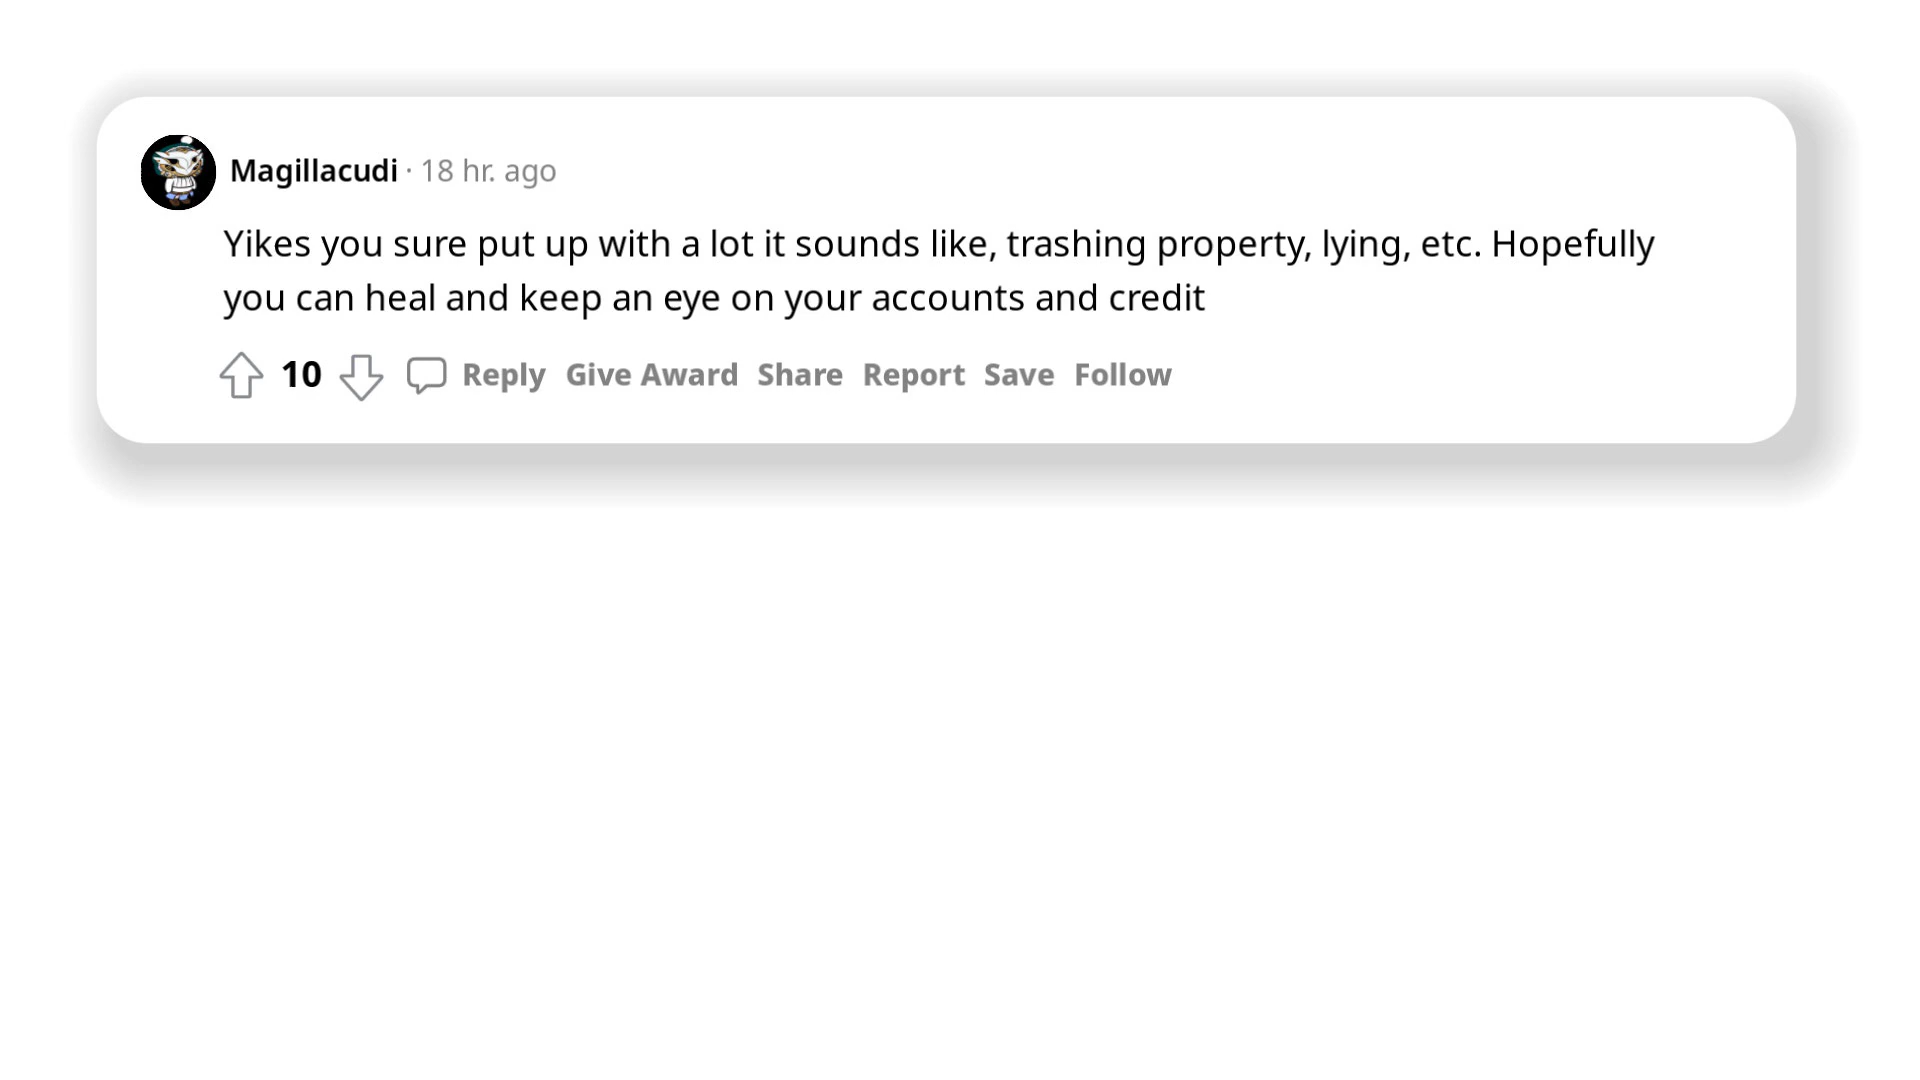 Magillacudi · 18 hr. ago
Yikes you sure put up with a lot it sounds like, trashing property, lying, etc. Hopefully
you can heal and keep an eye on your accounts and credit
10 Reply Give Award Share Report Save Follow